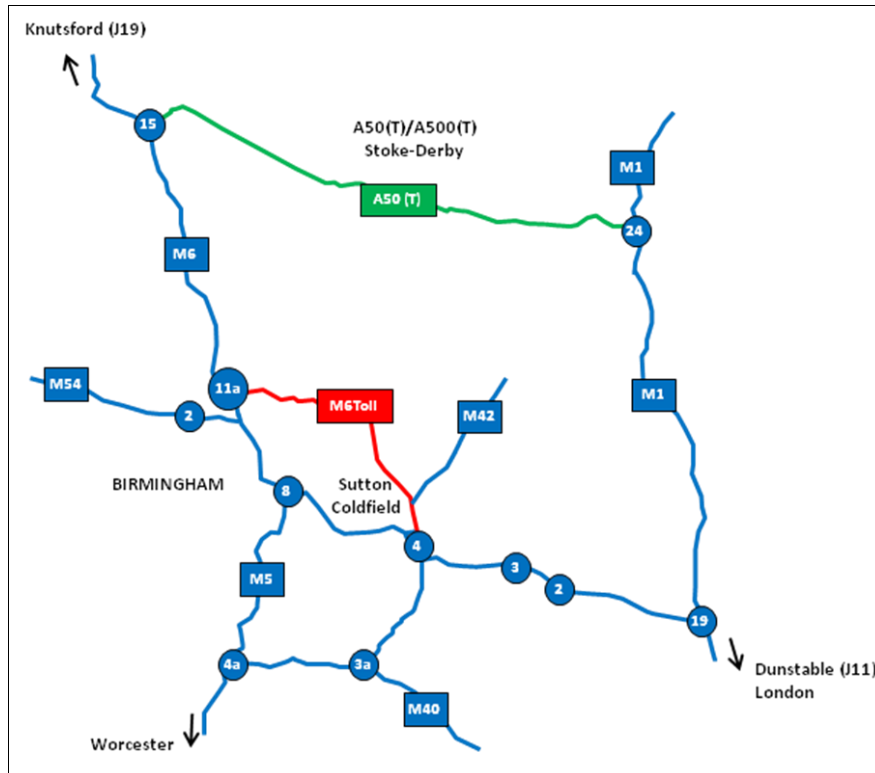 Knutsford (J19)
15
A50(T)/A500(T)
Stoke-Derby
M1
A50 (T)
24
M6
M54
11a
2
M6Toll
M42
M1
BIRMINGHAM
8
Sutton
Coldfield
4
3
2
M5
19
4a
3a
Dunstable (J11)
London
M40
Worcester